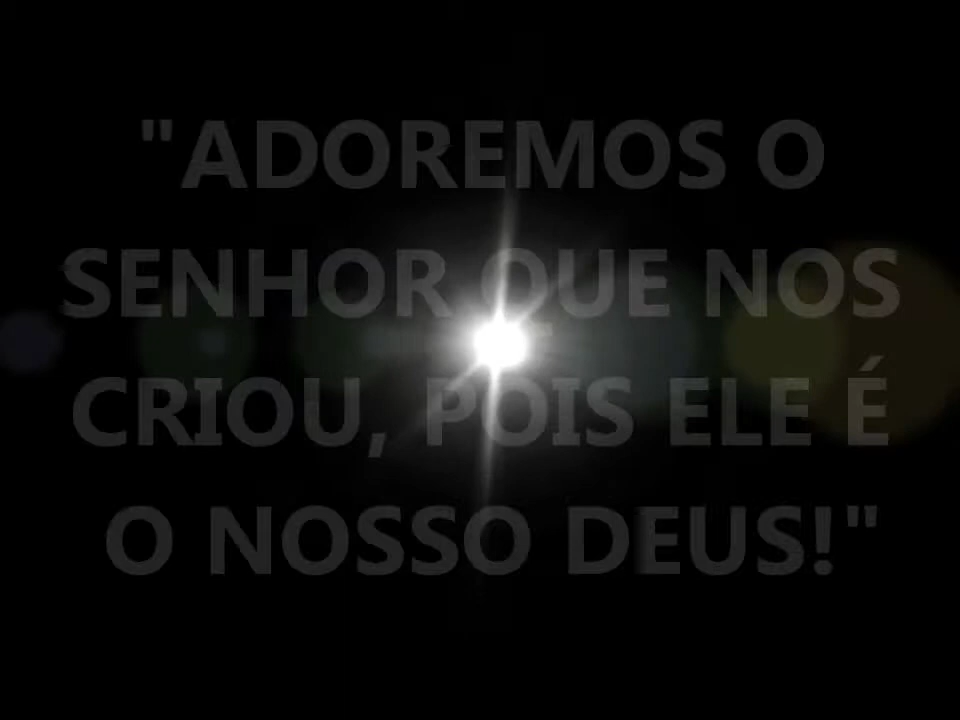 "ADOREMOS O
SENHOR QUE NOS
CRIOU, POIS ELE É
O NOSSO DEUS!"